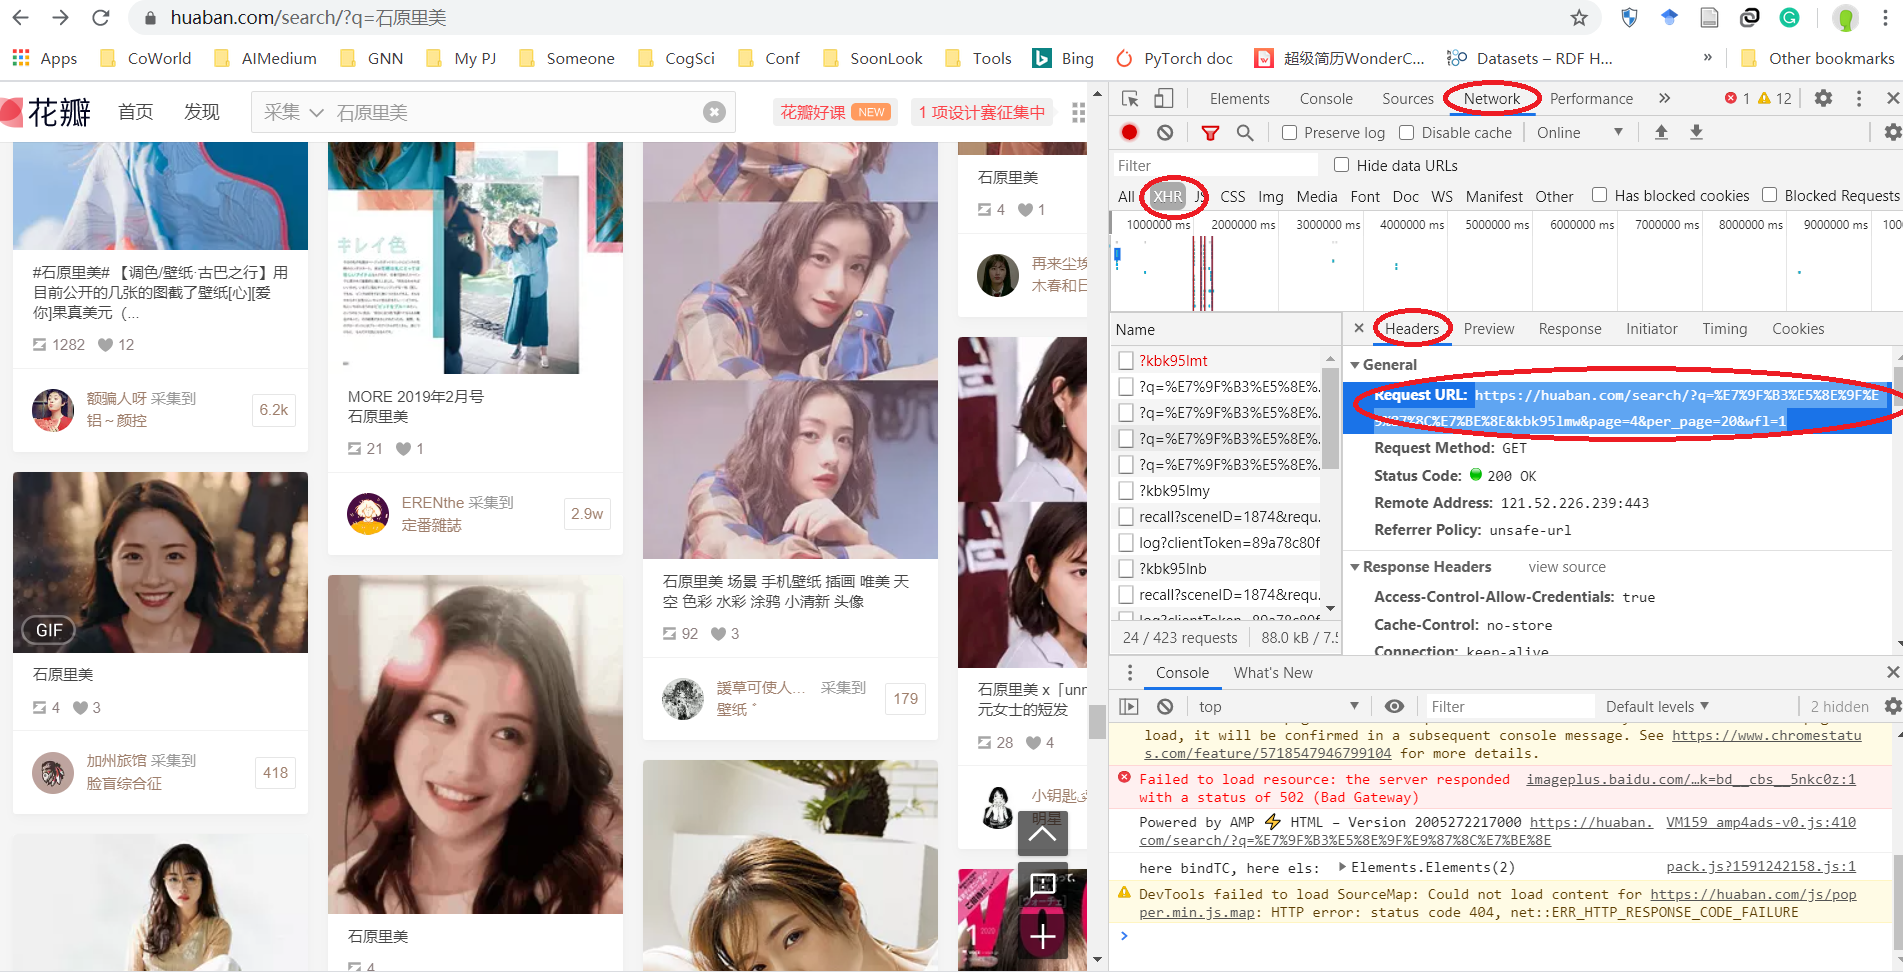 huaban.com/search/?q=石原里美
Apps
CoWorld
AIMedium
GNN
My PJ
Someone
CogSci
Conf
SoonLook
Tools
Bing
PyTorch doc
超级简历WonderC...
Datasets – RDF H...
»
Other bookmarks
花瓣
首页
发现
采集
石原里美
花瓣好课 NEW
1 项设计赛征集中
#石原里美# 【调色/壁纸·古巴之行】用
目前公开的几张的图截了壁纸[心][爱
你]果真美元（...
1282 12
额骗人呀 采集到
铝～颜控
6.2k
GIF
石原里美
4 3
加州旅馆 采集到
脸盲综合征
418
キレイ色
MORE 2019年2月号
石原里美
21 1
ERENthe 采集到
定番雜誌
2.9w
石原里美
4
石原里美 场景 手机壁纸 插画 唯美 天
空 色彩 水彩 涂鸦 小清新 头像
92 3
諼草可使人... 采集到
壁纸 ゛
179
石原里美
4 1
再来尘埃
木春和日
石原里美 x「unn
元女士的短发
28 4
小钥匙
明星
Elements
Console
Sources
Network
Performance
»
1 12
Preserve log
Disable cache
Online
Filter
Hide data URLs
All
XHR
JS
CSS
Img
Media
Font
Doc
WS
Manifest
Other
Has blocked cookies
Blocked Requests
1000000 ms
2000000 ms
3000000 ms
4000000 ms
5000000 ms
6000000 ms
7000000 ms
8000000 ms
9000000 ms
100
Name
?kbk95lmt
?q=%E7%9F%B3%E5%8E%.
?q=%E7%9F%B3%E5%8E%.
?q=%E7%9F%B3%E5%8E%.
?q=%E7%9F%B3%E5%8E%.
?kbk95lmy
recall?sceneID=1874&requ.
log?clientToken=89a78c80f
?kbk95lnb
recall?sceneID=1874&requ.
log?clientToken=89a78c80f
24 / 423 requests
88.0 kB / 7.5
×
Headers
Preview
Response
Initiator
Timing
Cookies
General
Request URL: https://huaban.com/search/?q=%E7%9F%B3%E5%8E%9F%E
9%87%8C%E7%BE%8E&kbk95lmw&page=4&per_page=20&wfl=1
Request Method: GET
Status Code: 200 OK
Remote Address: 121.52.226.239:443
Referrer Policy: unsafe-url
Response Headers view source
Access-Control-Allow-Credentials: true
Cache-Control: no-store
Connection: keep-alive
Console
What's New
top
Filter
Default levels
2 hidden
load, it will be confirmed in a subsequent console message. See https://www.chromestatu
s.com/feature/5718547946799104 for more details.
Failed to load resource: the server responded imageplus.baidu.com/…k=bd__cbs__5nkc0z:1
with a status of 502 (Bad Gateway)
Powered by AMP ⚡ HTML – Version 2005272217000 https://huaban. VM159 amp4ads-v0.js:410
com/search/?q=%E7%9F%B3%E5%8E%9F%E9%87%8C%E7%BE%8E
here bindTC, here els: Elements.Elements(2) pack.js?1591242158.js:1
DevTools failed to load SourceMap: Could not load content for https://huaban.com/js/pop
per.min.js.map: HTTP error: status code 404, net::ERR_HTTP_RESPONSE_CODE_FAILURE